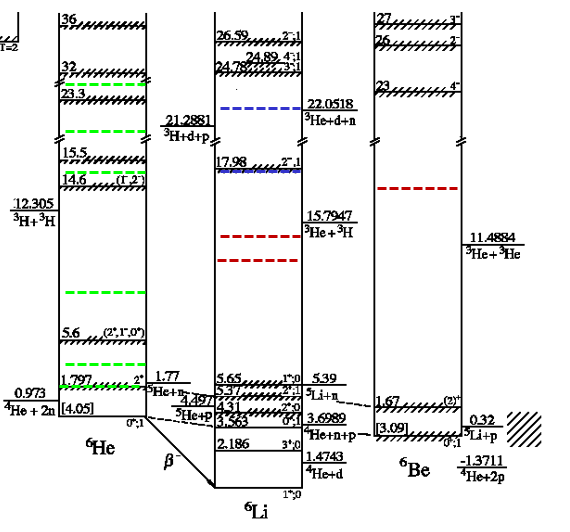 T=2
36
32
23.3
15.5
14.6 (1⁻,2⁻)
12.305
³H+³H
5.6 (2⁺,1⁻,0⁺)
1.797 2⁺
0.973
⁴He+2n
[4.05]
0⁺;1
⁶He
1.77
⁵He+n
β⁻
26.59 2⁻;1
24.89 4⁻;1
24.78 3⁻;1
21.2881
³H+d+p
22.0518
³He+d+n
17.98 2⁻,1
15.7947
³He+³H
5.65 1⁺;0
5.37 2⁺;1
4.31 2⁺;0
3.563 0⁺;1
2.186 3⁺;0
1⁺;0
⁶Li
4.497
⁵He+p
5.39
⁵Li+n
3.6989
⁴He+n+p
1.4743
⁴He+d
27 3⁻
26 2⁻
23 4⁻
11.4884
³He+³He
1.67 (2)⁺
[3.09]
0⁺;1
⁶Be
0.32
⁵Li+p
-1.3711
⁴He+2p